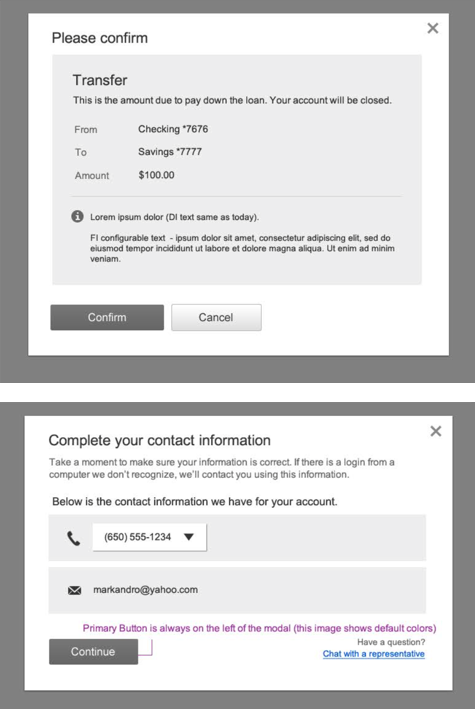 Please confirm
Transfer
This is the amount due to pay down the loan. Your account will be closed.
From Checking *7676
To Savings *7777
Amount $100.00
Lorem ipsum dolor (DI text same as today).
FI configurable text - ipsum dolor sit amet, consectetur adipiscing elit, sed do
eiusmod tempor incididunt ut labore et dolore magna aliqua. Ut enim ad minim
veniam.
Confirm Cancel
Complete your contact information
Take a moment to make sure your information is correct. If there is a login from a
computer we don't recognize, we'll contact you using this information.
Below is the contact information we have for your account.
(650) 555-1234
markandro@yahoo.com
Primary Button is always on the left of the modal (this image shows default colors)
Have a question?
Continue
Chat with a representative